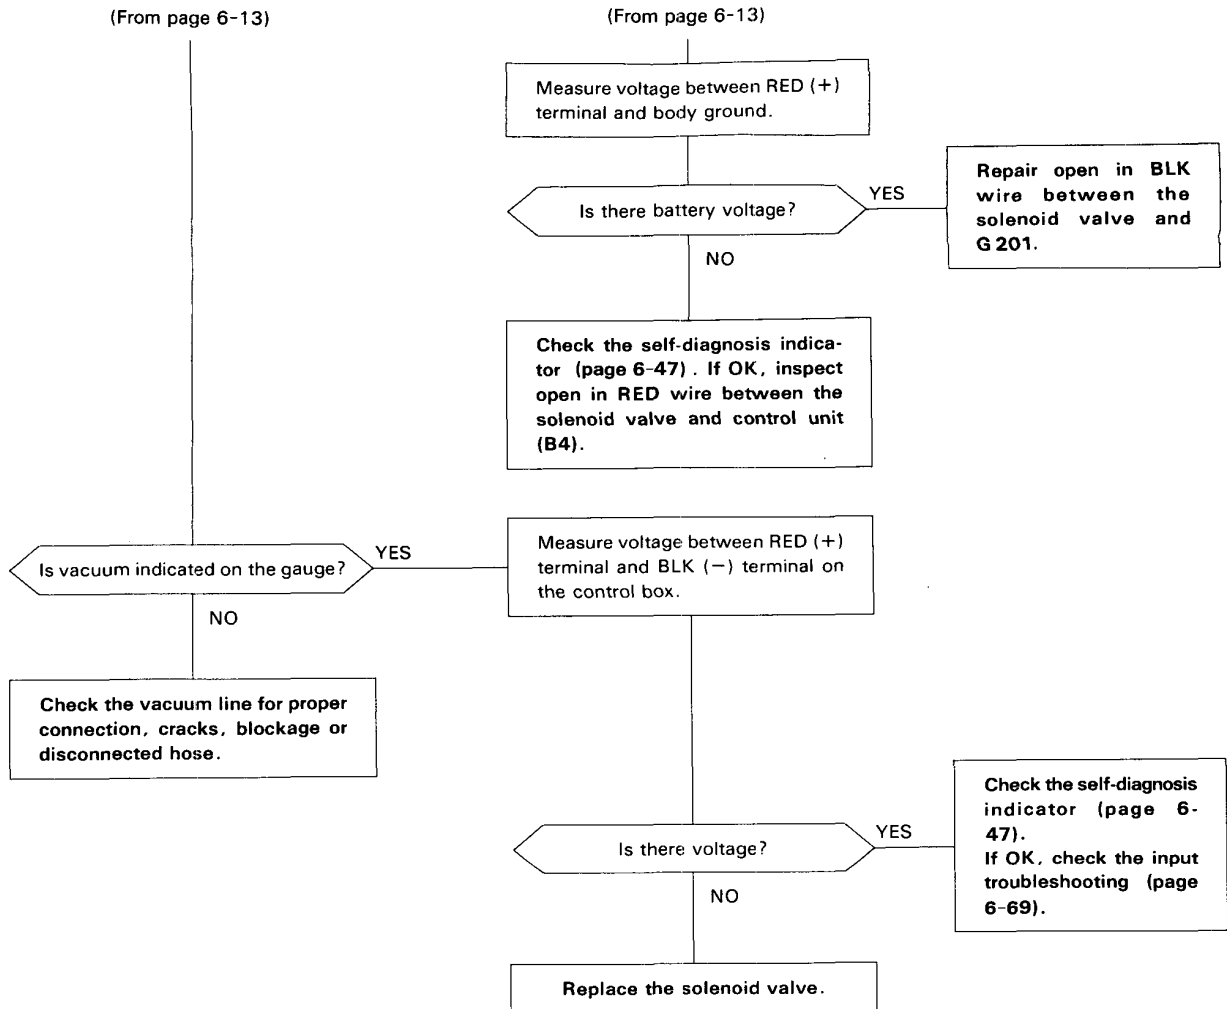 (From page 6-13)
(From page 6-13)
Measure voltage between RED (+)
terminal and body ground.
Is there battery voltage?
YES
Repair open in BLK
wire between the
solenoid valve and
G 201.
NO
Check the self-diagnosis indica-
tor (page 6-47) . If OK, inspect
open in RED wire between the
solenoid valve and control unit
(B4).
Is vacuum indicated on the gauge?
YES
Measure voltage between RED (+)
terminal and BLK (−) terminal on
the control box.
NO
Check the vacuum line for proper
connection, cracks, blockage or
disconnected hose.
Is there voltage?
YES
Check the self-diagnosis
indicator (page 6-
47).
If OK, check the input
troubleshooting (page
6-69).
NO
Replace the solenoid valve.